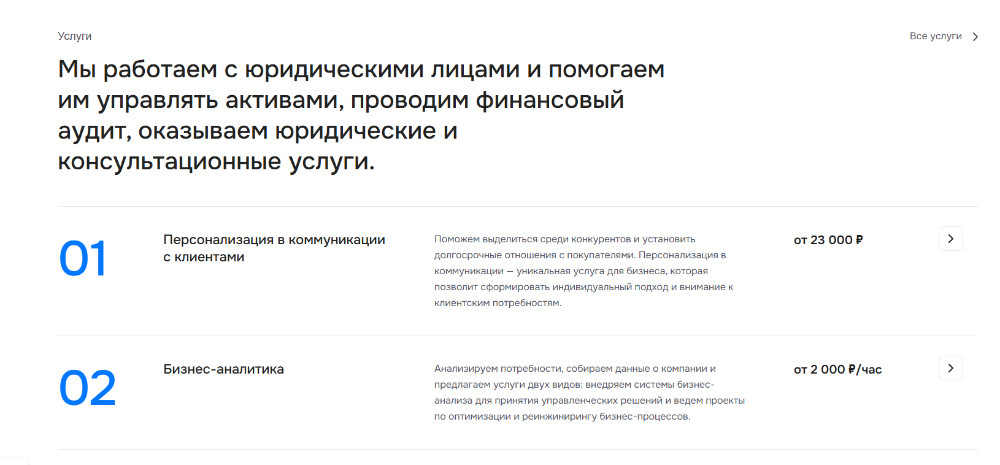 Услуги
Все услуги
Мы работаем с юридическими лицами и помогаем
им управлять активами, проводим финансовый
аудит, оказываем юридические и
консультационные услуги.
01
Персонализация в коммуникации
с клиентами
Поможем выделиться среди конкурентов и установить
долгосрочные отношения с покупателями. Персонализация в
коммуникации — уникальная услуга для бизнеса, которая
позволит сформировать индивидуальный подход и внимание к
клиентским потребностям.
от 23 000 ₽
02
Бизнес-аналитика
Анализируем потребности, собираем данные о компании и
предлагаем услуги двух видов: внедряем системы бизнес-
анализа для принятия управленческих решений и ведем проекты
по оптимизации и реинжинирингу бизнес-процессов.
от 2 000 ₽/час